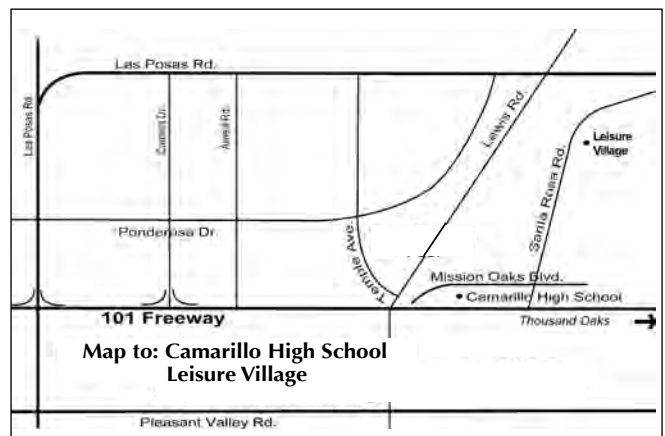 Las Posas Rd.
Las Posas Rd.
Arneill Rd.
Lewis Rd.
Leisure
Village
Santa Rosa Rd.
Ponderosa Dr.
Temple Ave.
Mission Oaks Blvd.
Camarillo High School
101 Freeway
Thousand Oaks
Map to: Camarillo High School
Leisure Village
Pleasant Valley Rd.